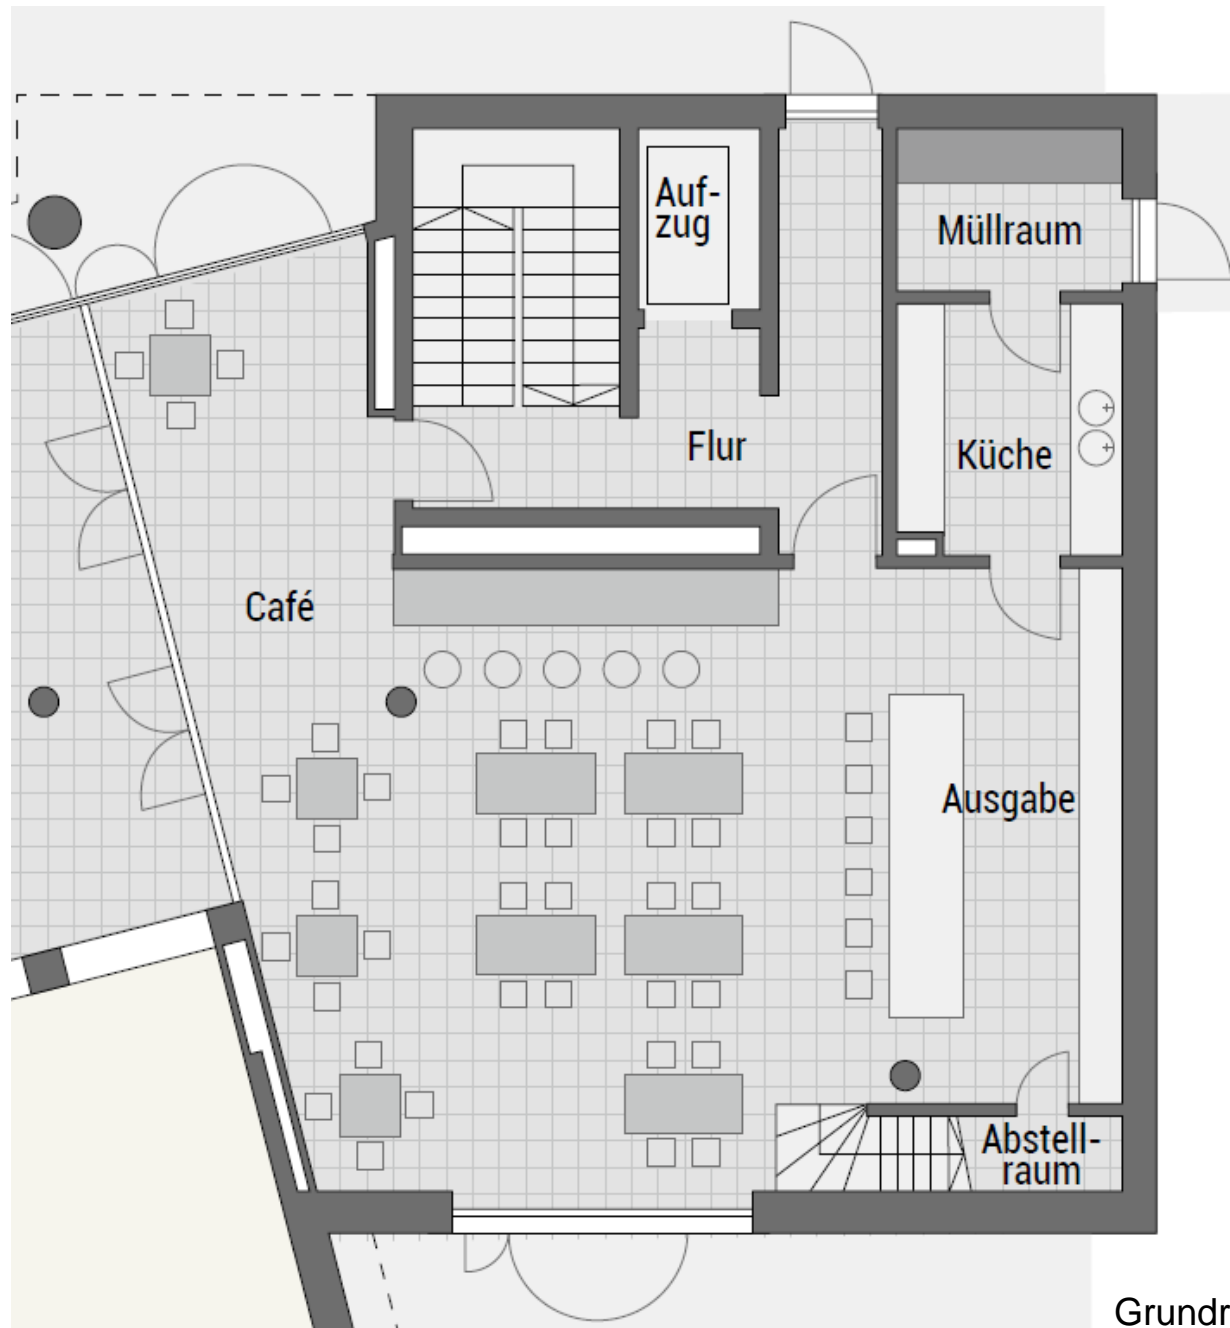 Auf-
zug
Müllraum
Flur
Küche
Café
Ausgabe
Abstell-
raum
Grundr